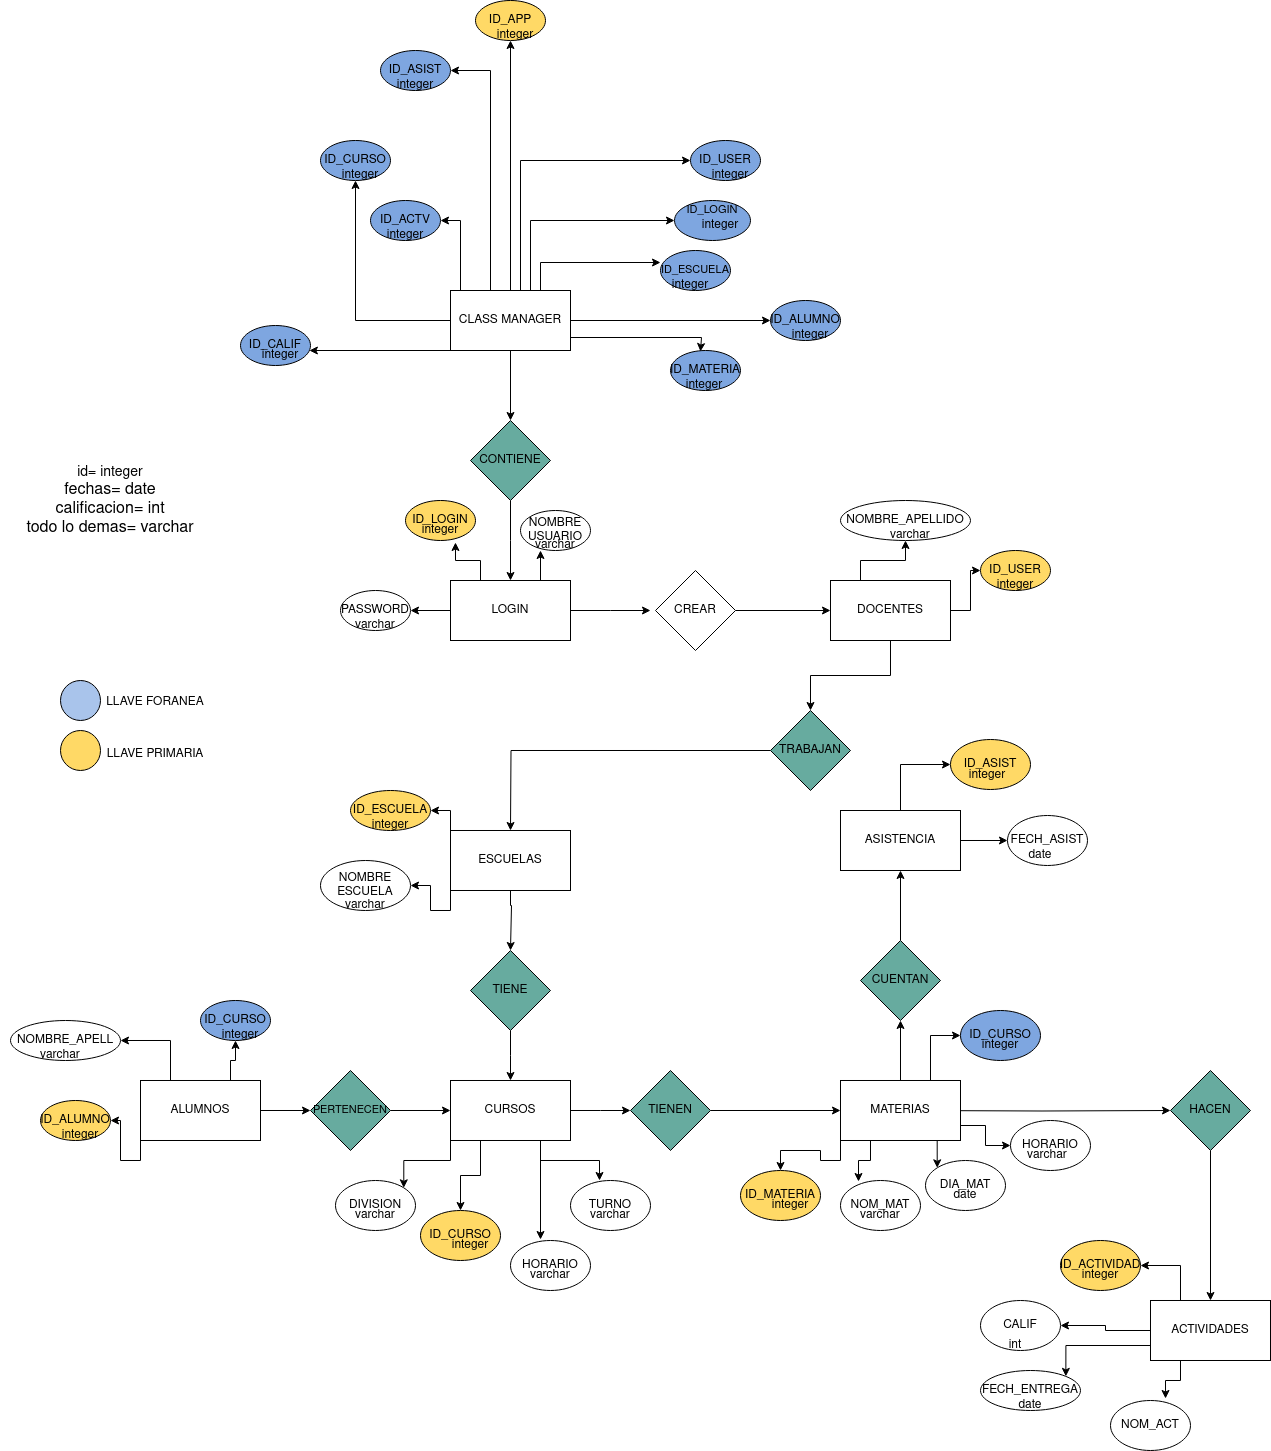 ID_APP
integer
ID_ASIST
integer
ID_CURSO
integer
ID_USER
integer
ID_ACTV
integer
ID_LOGIN
integer
ID_ESCUELA
integer
CLASS MANAGER
ID_ALUMNO
integer
ID_CALIF
integer
ID_MATERIA
integer
CONTIENE
id= integer
fechas= date
calificacion= int
todo lo demas= varchar
ID_LOGIN
integer
NOMBRE
USUARIO
varchar
NOMBRE_APELLIDO
varchar
ID_USER
integer
PASSWORD
varchar
LOGIN
CREAR
DOCENTES
LLAVE FORANEA
LLAVE PRIMARIA
TRABAJAN
ID_ASIST
integer
ID_ESCUELA
integer
ESCUELAS
ASISTENCIA
FECH_ASIST
date
NOMBRE
ESCUELA
varchar
TIENE
CUENTAN
NOMBRE_APELL
varchar
ID_CURSO
integer
ID_CURSO
integer
ID_ALUMNO
integer
ALUMNOS
PERTENECEN
CURSOS
TIENEN
MATERIAS
HACEN
HORARIO
varchar
DIVISION
varchar
ID_CURSO
integer
TURNO
varchar
HORARIO
varchar
ID_MATERIA
integer
NOM_MAT
varchar
DIA_MAT
date
ID_ACTIVIDAD
integer
CALIF
int
ACTIVIDADES
FECH_ENTREGA
date
NOM_ACT